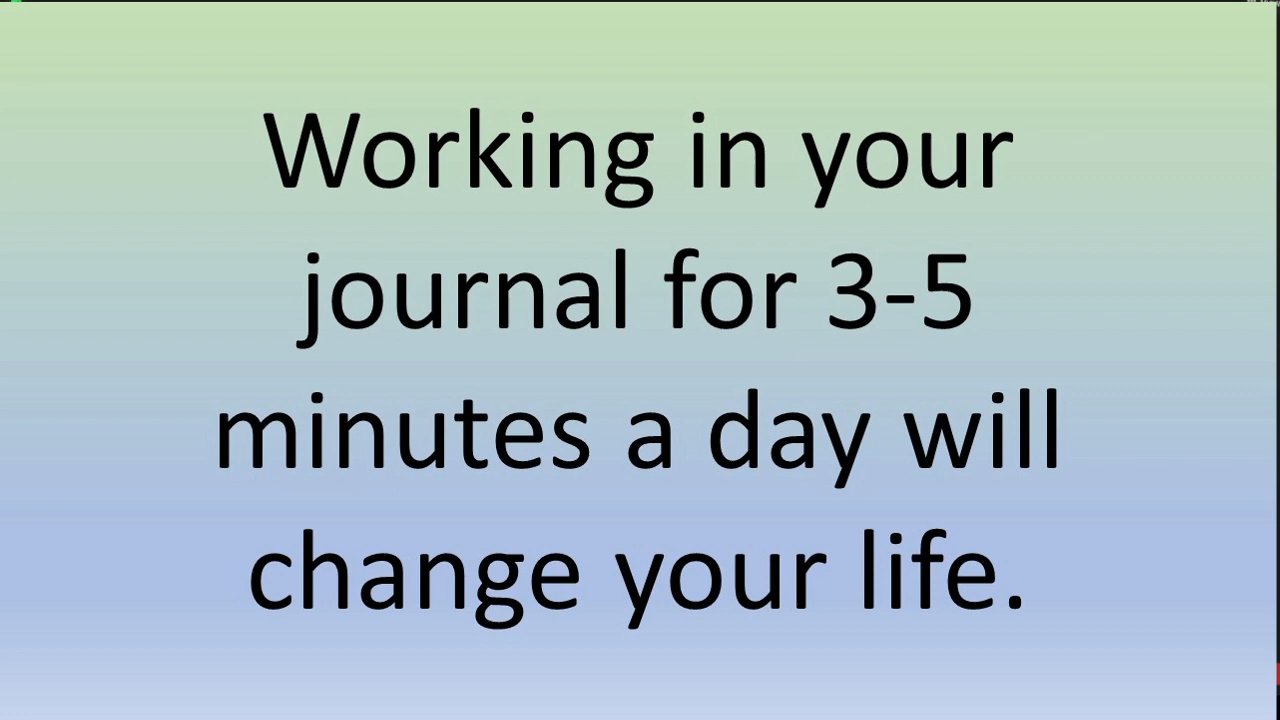 Working in your
journal for 3-5
minutes a day will
change your life.